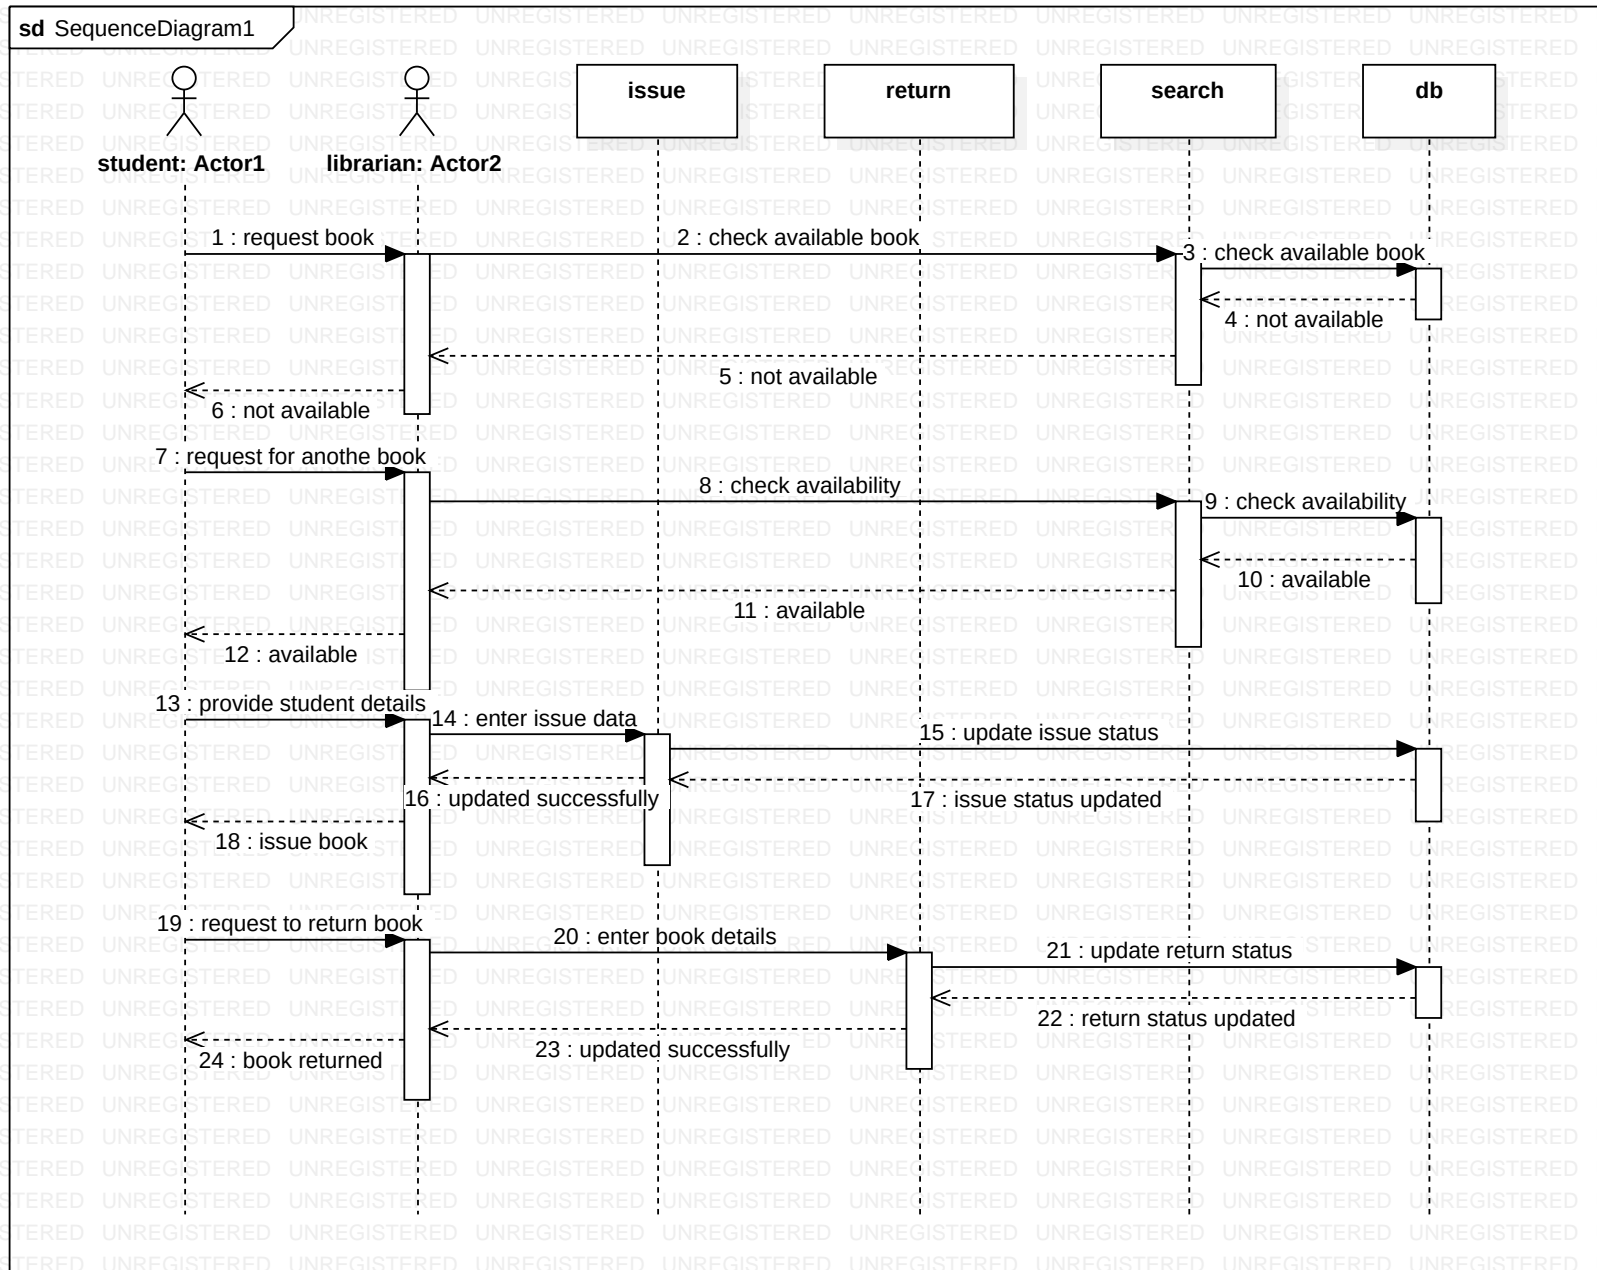 sd SequenceDiagram1
issue
return
search
db
student: Actor1
librarian: Actor2
1 : request book
2 : check available book
3 : check available book
4 : not available
5 : not available
6 : not available
7 : request for anothe book
8 : check availability
9 : check availability
10 : available
11 : available
12 : available
13 : provide student details
14 : enter issue data
15 : update issue status
16 : updated successfully
17 : issue status updated
18 : issue book
19 : request to return book
20 : enter book details
21 : update return status
22 : return status updated
23 : updated successfully
24 : book returned
UNREGISTERED